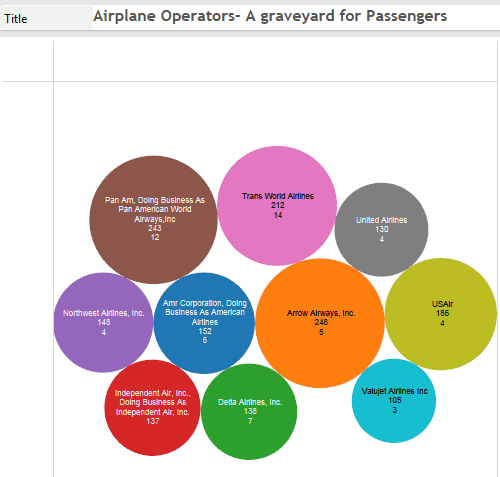 Title
Airplane Operators- A graveyard for Passengers
Pan Am, Doing Business As
Pan American World
Airways,Inc
243
12
Trans World Airlines
212
14
United Airlines
130
4
Northwest Airlines, Inc.
148
4
Amr Corporation, Doing
Business As American
Airlines
152
6
Arrow Airways, Inc.
248
5
USAir
186
4
Independent Air, Inc.,
Doing Business As
Independent Air, Inc.
137
Delta Airlines, Inc.
138
7
Valujet Airlines Inc
105
3